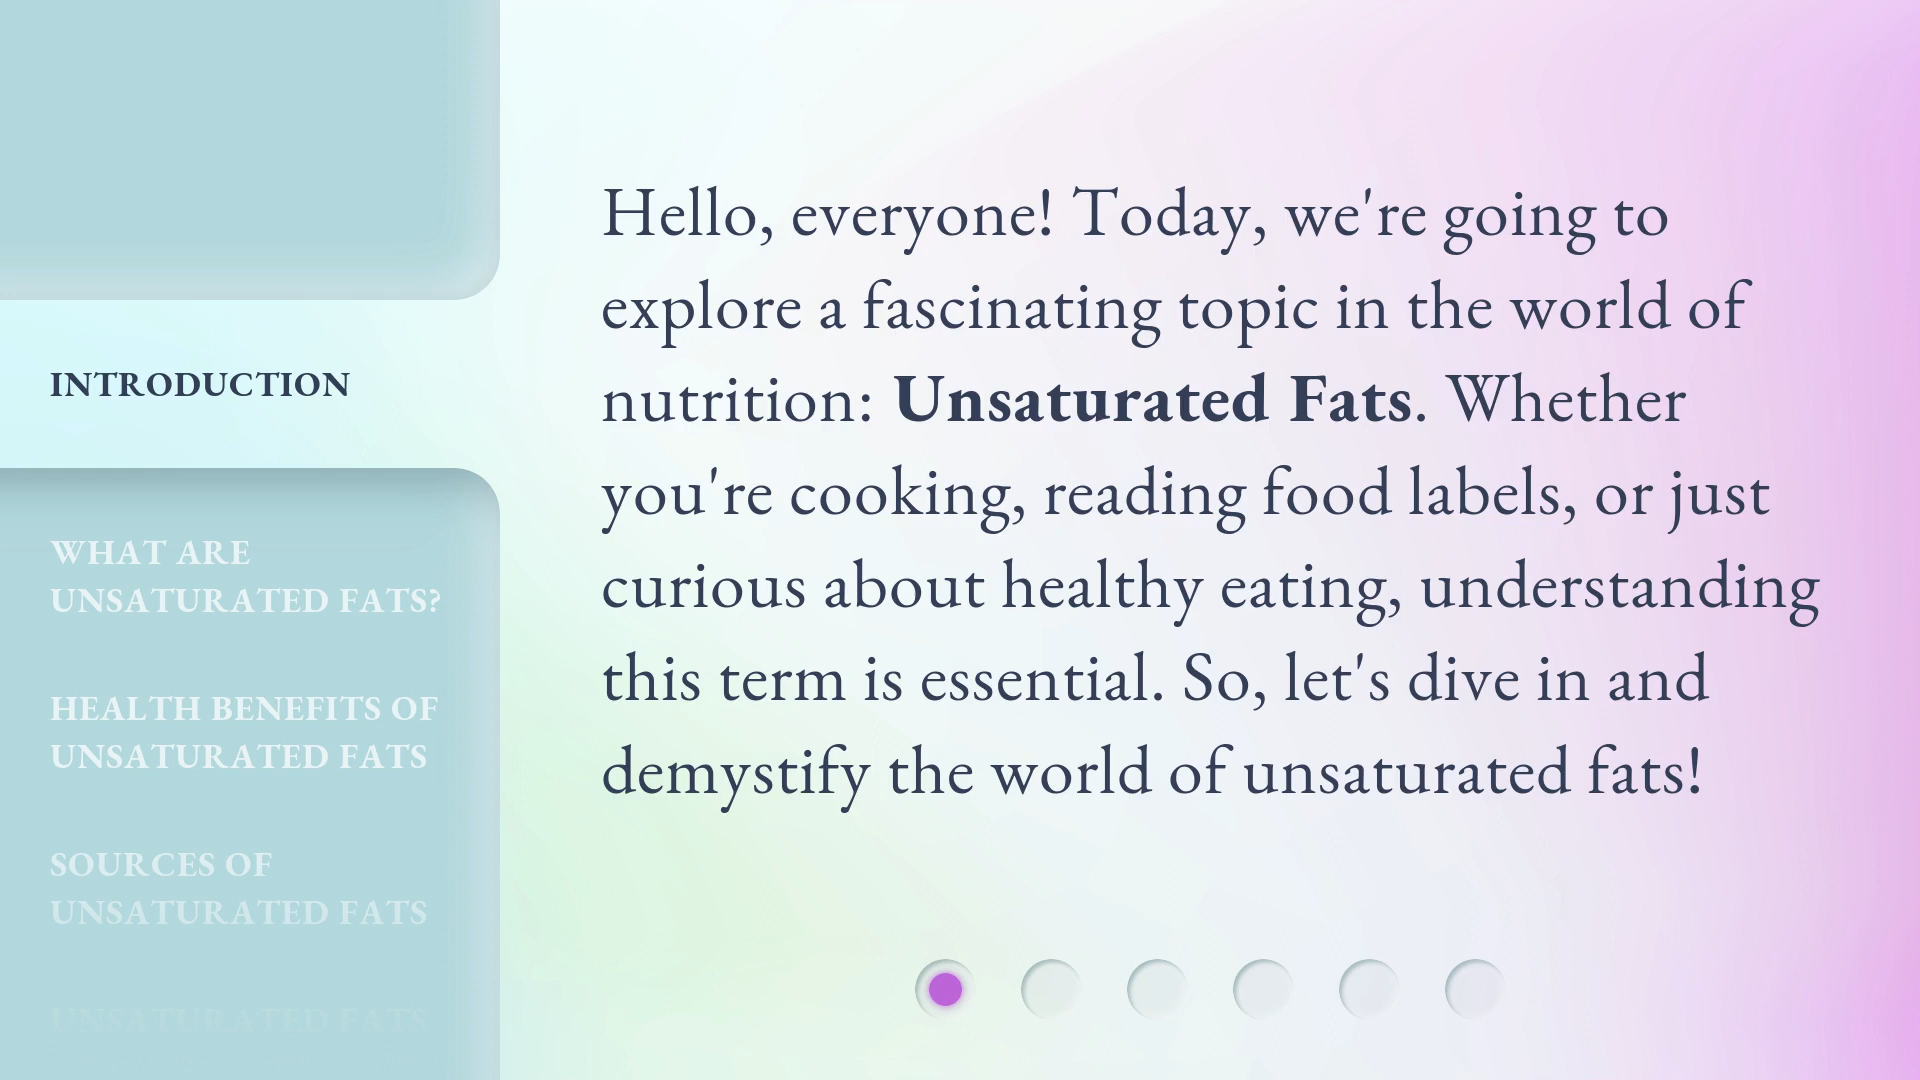 INTRODUCTION
WHAT ARE
UNSATURATED FATS?
HEALTH BENEFITS OF
UNSATURATED FATS
SOURCES OF
UNSATURATED FATS
UNSATURATED FATS
Hello, everyone! Today, we're going to
explore a fascinating topic in the world of
nutrition: Unsaturated Fats. Whether
you're cooking, reading food labels, or just
curious about healthy eating, understanding
this term is essential. So, let's dive in and
demystify the world of unsaturated fats!